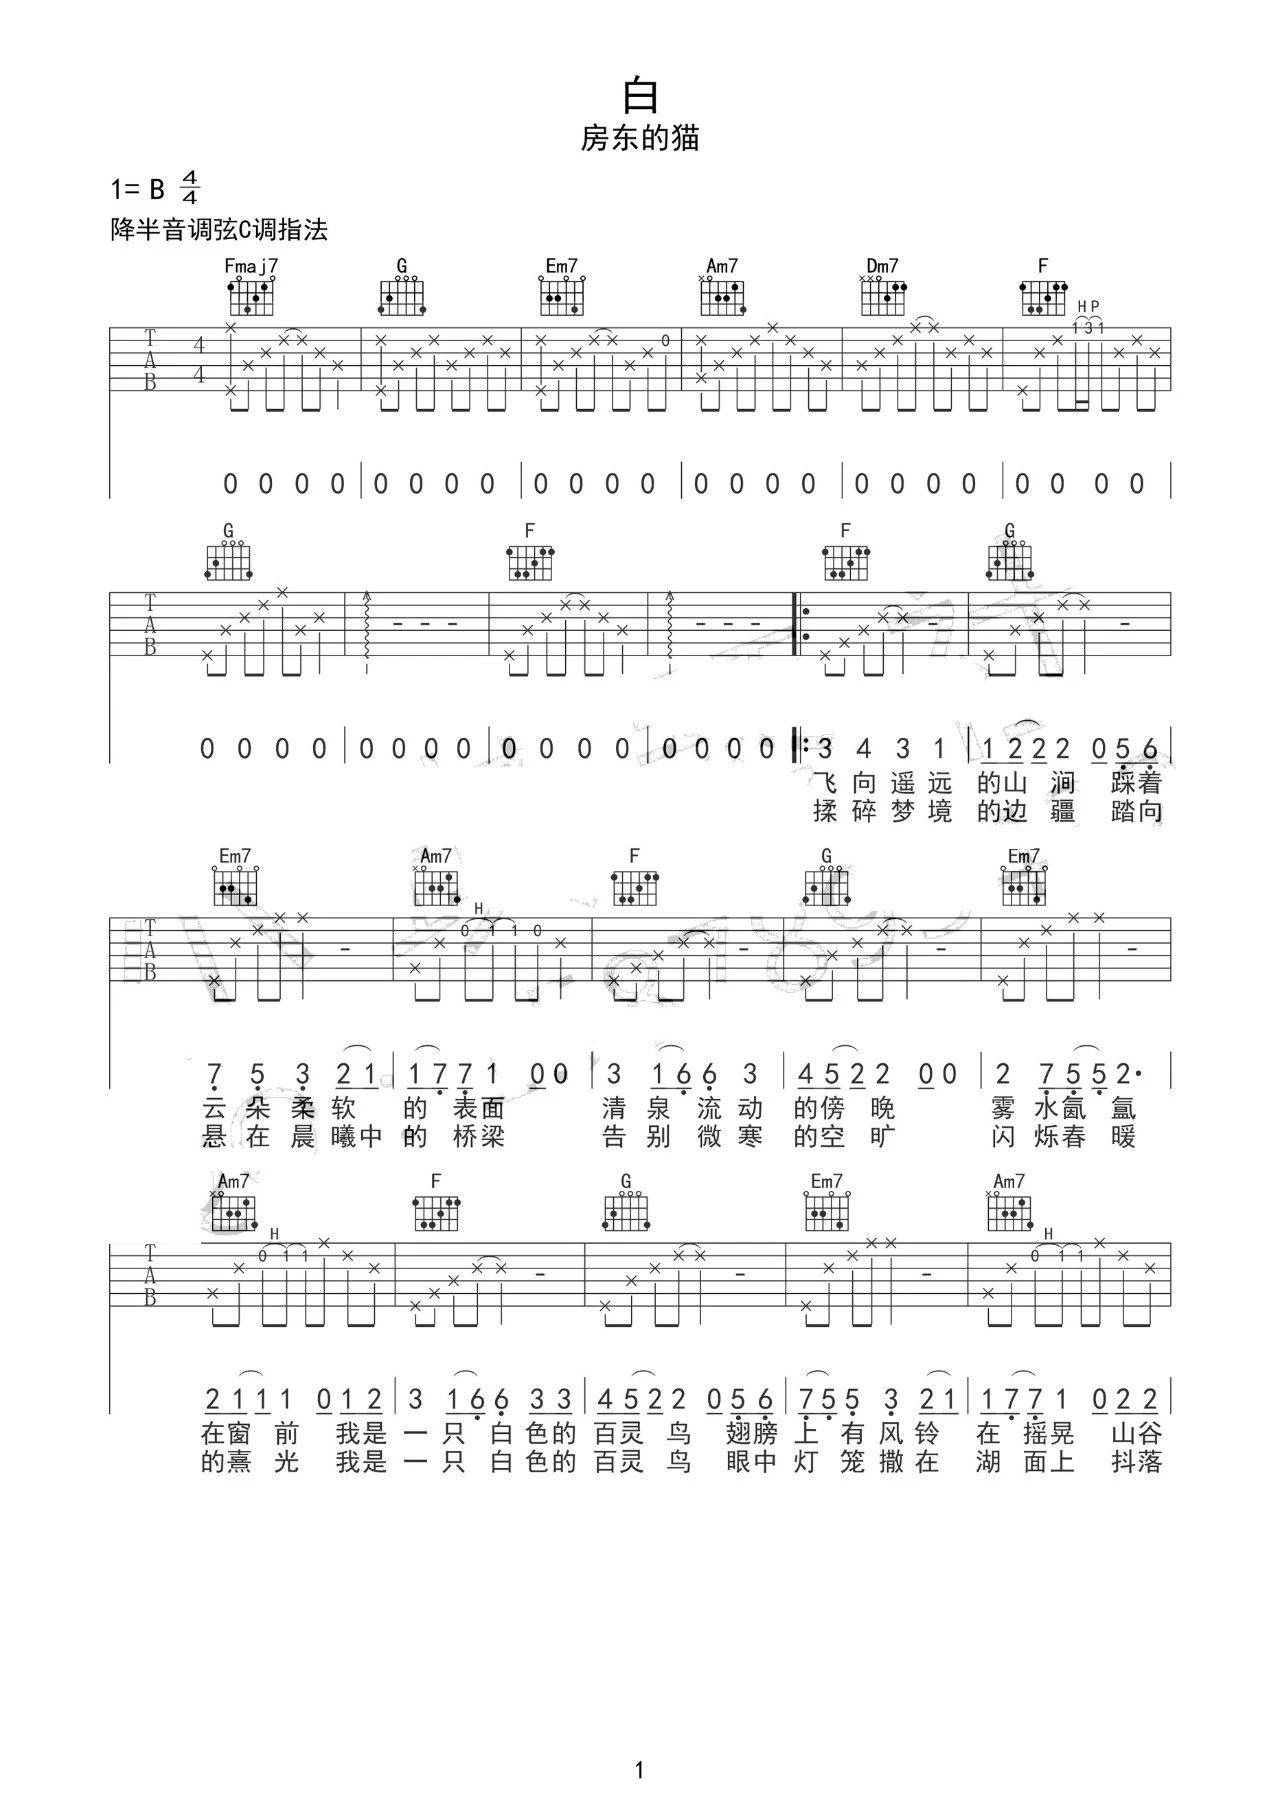 白
房东的猫
1= B 4/4
降半音调弦C调指法
Fmaj7 G Em7 Am7 Dm7 F
H P
T A B 4 4 0 1 3 1
0 0 0 0 0 0 0 0 0 0 0 0 0 0 0 0 0 0 0 0 0 0 0 0
G F F G
T A B - - - - - - - -
0 0 0 0 0 0 0 0 0 0 0 0 0 0 0 0 3 4 3 1 1 2 2 2 0 5 6
飞向遥远的山涧 踩着
揉碎梦境的边疆 踏向
Em7 Am7 F G Em7
H
T A B - 0 1 1 0 - - -
7 5 3 2 1 1 7 7 1 0 0 3 1 6 6 3 4 5 2 2 0 0 2 7 5 5 2·
云朵柔软的表面 清泉流动的傍晚 雾水氤氲
悬在晨曦中的桥梁 告别微寒的空旷 闪烁春暖
Am7 F G Em7 Am7
H H
T A B 0 1 1 - - - 0 1 1
2 1 1 1 0 1 2 3 1 6 6 3 3 4 5 2 2 0 5 6 7 5 5 3 2 1 1 7 7 1 0 2 2
在窗前 我是一只白色的百灵鸟 翅膀上有风铃在摇晃 山谷
的熹光 我是一只白色的百灵鸟 眼中灯笼撒在湖面上 抖落
1